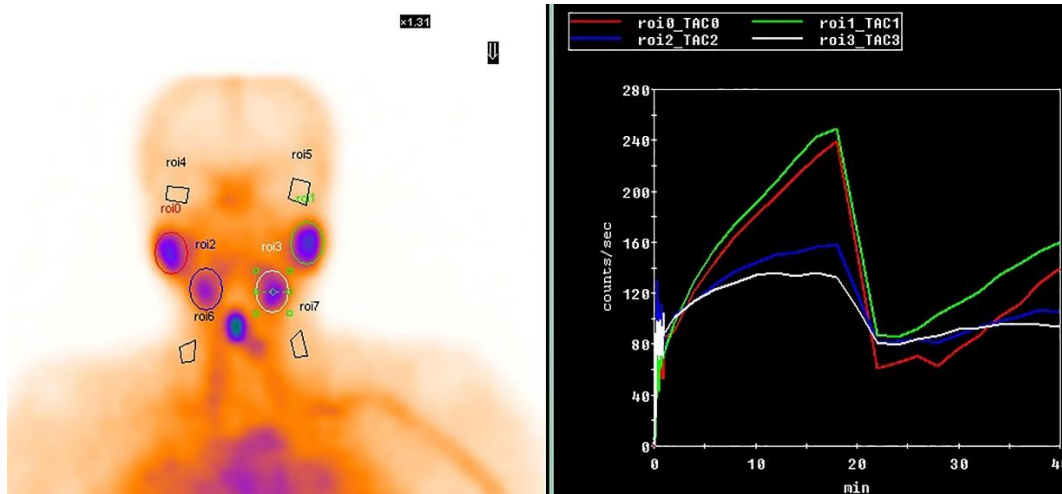 ×1.31
roi4
roi5
roi0
roi1
roi2
roi3
roi6
roi7
roi0_TAC0
roi1_TAC1
roi2_TAC2
roi3_TAC3
280
240
200
160
120
80
40
0
counts/sec
0
10
20
30
min